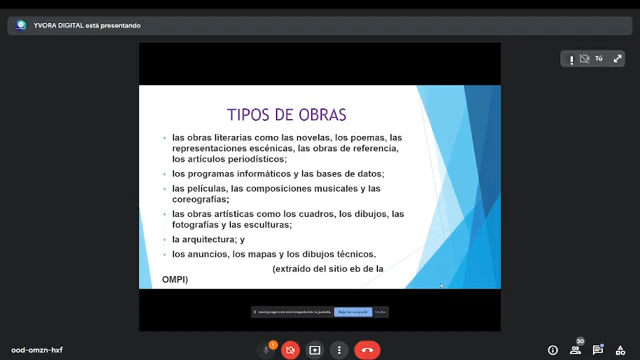 YVORA DIGITAL está presentando
Tú
TIPOS DE OBRAS
• las obras literarias como las novelas, los poemas, las
representaciones escénicas, las obras de referencia,
los artículos periodísticos;
• los programas informáticos y las bases de datos;
• las películas, las composiciones musicales y las
coreografías;
• las obras artísticas como los cuadros, los dibujos, las
fotografías y las esculturas;
• la arquitectura; y
• los anuncios, los mapas y los dibujos técnicos.
(extraído del sitio eb de la
OMPI)
ood-omzn-hxf
30